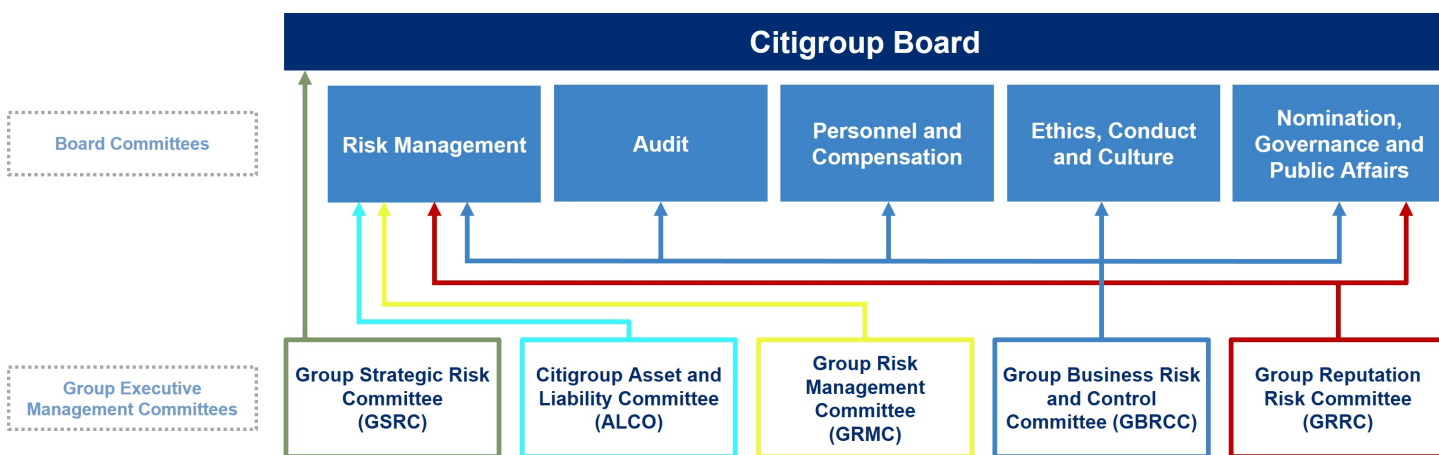 Citigroup Board
Board Committees
Risk Management
Audit
Personnel and
Compensation
Ethics, Conduct
and Culture
Nomination,
Governance and
Public Affairs
Group Executive
Management Committees
Group Strategic Risk
Committee
(GSRC)
Citigroup Asset and
Liability Committee
(ALCO)
Group Risk
Management
Committee
(GRMC)
Group Business Risk
and Control
Committee (GBRCC)
Group Reputation
Risk Committee
(GRRC)